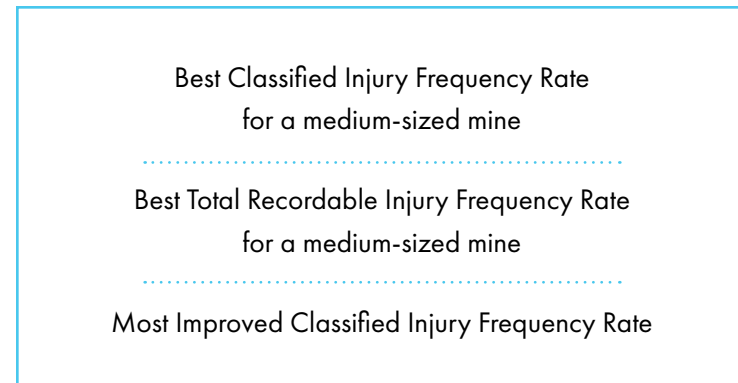 Best Classified Injury Frequency Rate
for a medium-sized mine
Best Total Recordable Injury Frequency Rate
for a medium-sized mine
Most Improved Classified Injury Frequency Rate